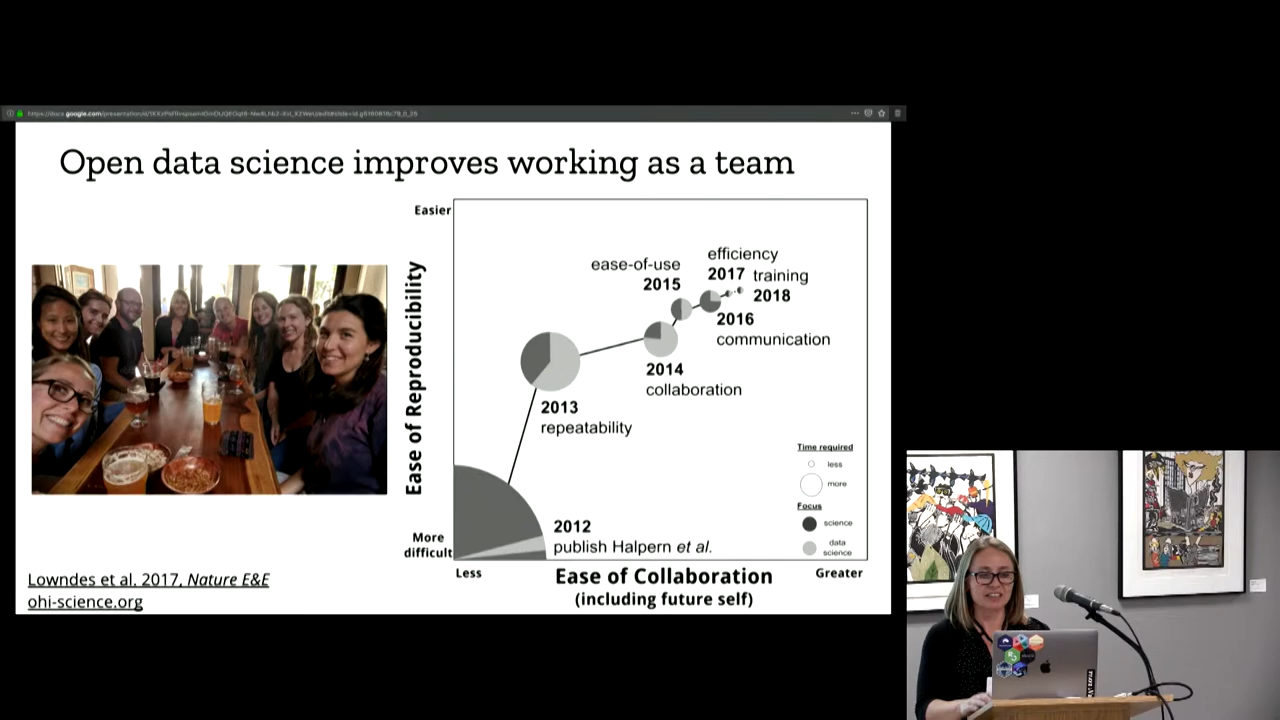 Open data science improves working as a team
Lowndes et al. 2017, Nature E&E
ohi-science.org
Ease of Reproducibility
Easier
More
difficult
ease-of-use
2015
efficiency
2017
training
2018
2016
communication
2014
collaboration
2013
repeatability
2012
publish Halpern et al.
Time required
less
more
Focus
science
data
science
Less
Ease of Collaboration
Greater
(including future self)